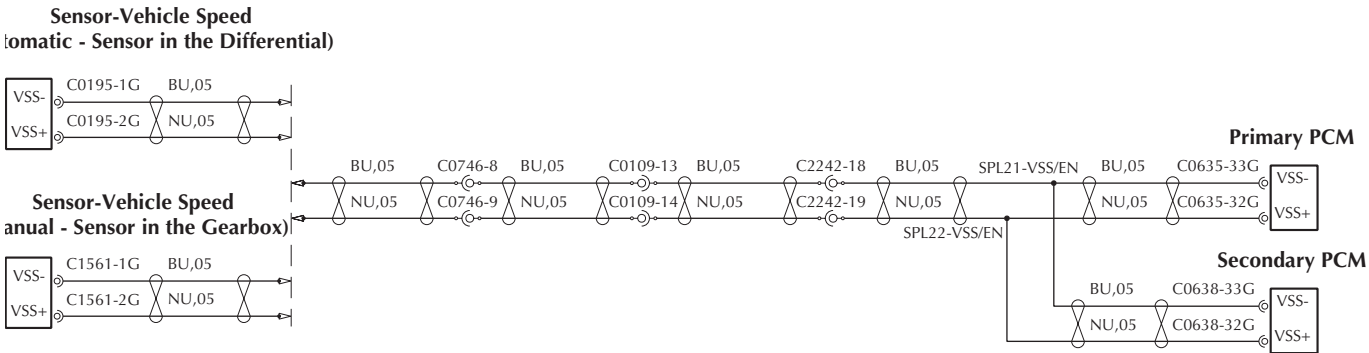 Sensor-Vehicle Speed
tomatic - Sensor in the Differential)
VSS-
C0195-1G
BU,05
VSS+
C0195-2G
NU,05
Sensor-Vehicle Speed
anual - Sensor in the Gearbox)
VSS-
C1561-1G
BU,05
VSS+
C1561-2G
NU,05
BU,05
C0746-8
BU,05
C0109-13
BU,05
C2242-18
BU,05
SPL21-VSS/EN
BU,05
C0635-33G
NU,05
C0746-9
NU,05
C0109-14
NU,05
C2242-19
NU,05
SPL22-VSS/EN
NU,05
C0635-32G
Primary PCM
VSS-
VSS+
Secondary PCM
BU,05
C0638-33G
VSS-
NU,05
C0638-32G
VSS+